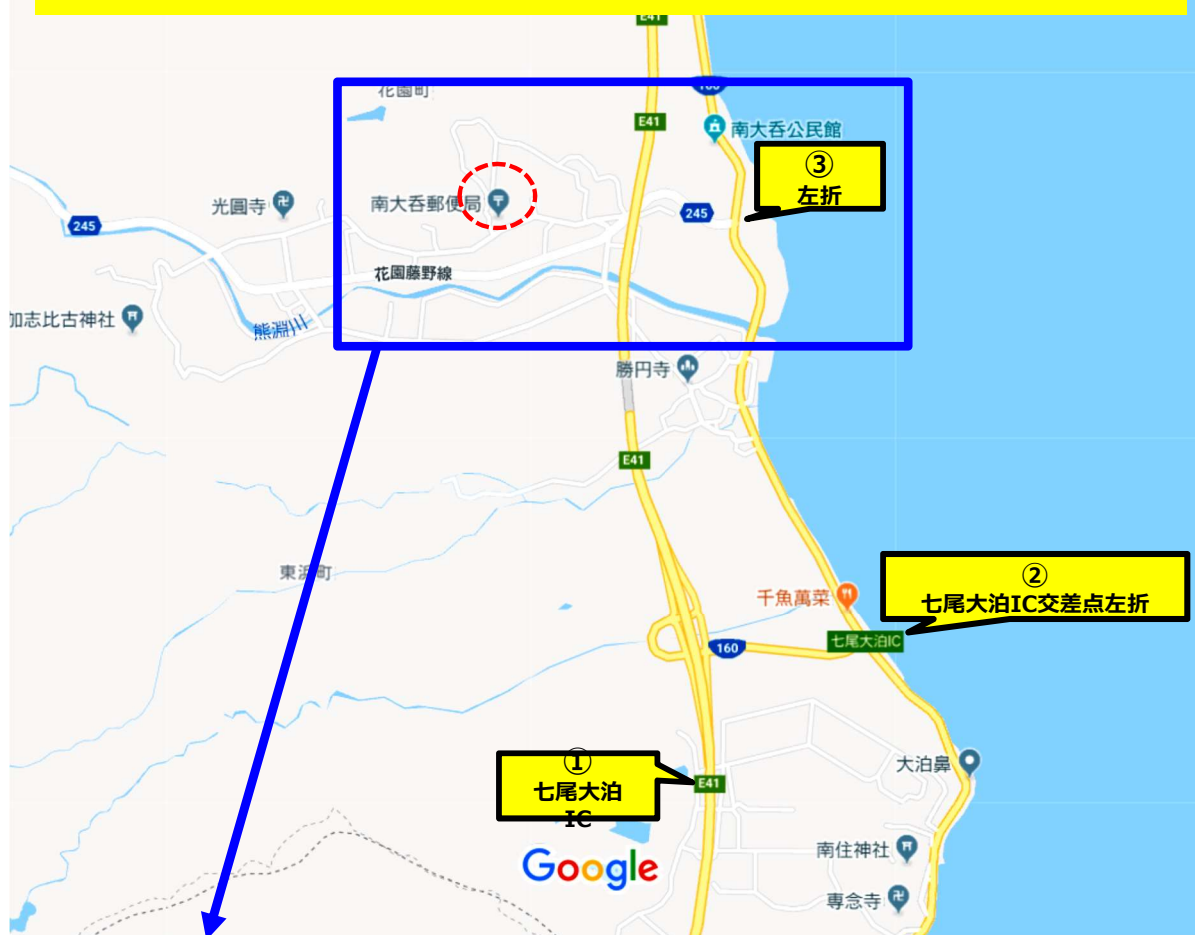 E41
花園町
160
E41
南大呑公民館
③
左折
光圓寺
南大呑郵便局
245
245
花園藤野線
加志比古神社
熊淵川
勝円寺
E41
東浜町
千魚萬菜
②
七尾大泊IC交差点左折
七尾大泊IC
160
①
七尾大泊
IC
E41
大泊鼻
Google
南住神社
専念寺